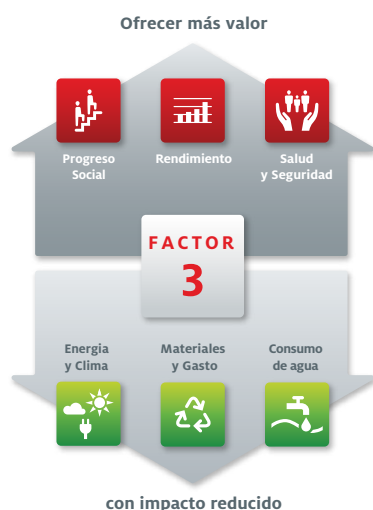 Ofrecer más valor
Progreso
Social
Rendimiento
Salud
y Seguridad
FACTOR
3
Energia
y Clima
Materiales
y Gasto
Consumo
de agua
con impacto reducido